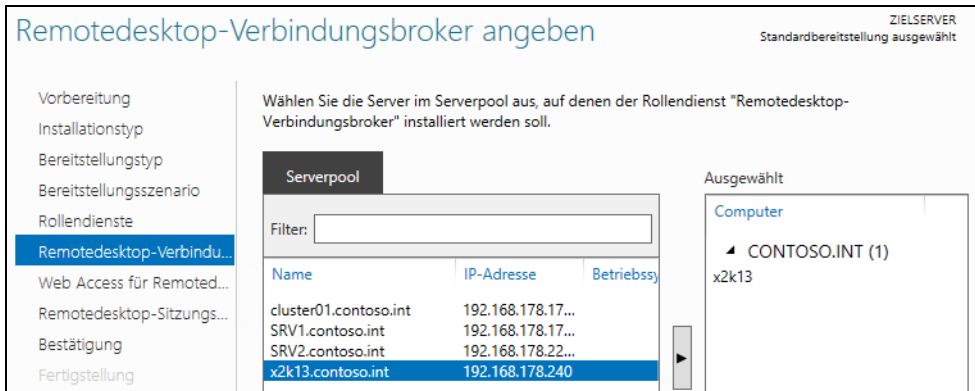 Remotedesktop-Verbindungsbroker angeben
ZIELSERVER
Standardbereitstellung ausgewählt
Vorbereitung
Installationstyp
Bereitstellungstyp
Bereitstellungsszenario
Rollendienste
Remotedesktop-Verbindu...
Web Access für Remoted...
Remotedesktop-Sitzungs...
Bestätigung
Fertigstellung
Wählen Sie die Server im Serverpool aus, auf denen der Rollendienst "Remotedesktop-
Verbindungsbroker" installiert werden soll.
Serverpool
Filter:
Name IP-Adresse Betriebssy
cluster01.contoso.int 192.168.178.17...
SRV1.contoso.int 192.168.178.17...
SRV2.contoso.int 192.168.178.22...
x2k13.contoso.int 192.168.178.240
Ausgewählt
Computer
CONTOSO.INT (1)
x2k13